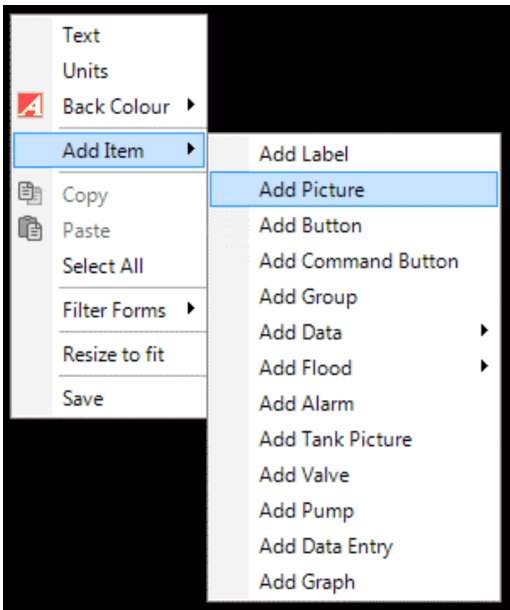 Text
Units
Back Colour
Add Item
Copy
Paste
Select All
Filter Forms
Resize to fit
Save
Add Label
Add Picture
Add Button
Add Command Button
Add Group
Add Data
Add Flood
Add Alarm
Add Tank Picture
Add Valve
Add Pump
Add Data Entry
Add Graph